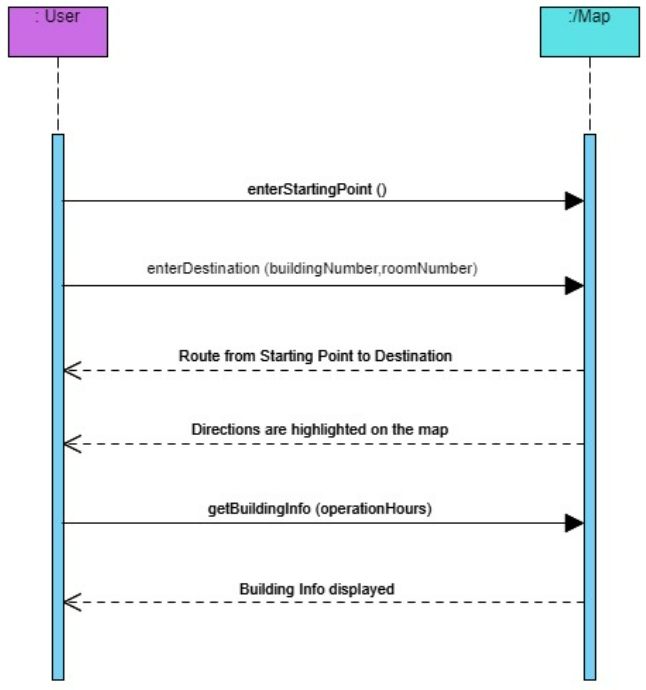 : User
:/Map
enterStartingPoint ()
enterDestination (buildingNumber,roomNumber)
Route from Starting Point to Destination
Directions are highlighted on the map
getBuildingInfo (operationHours)
Building Info displayed